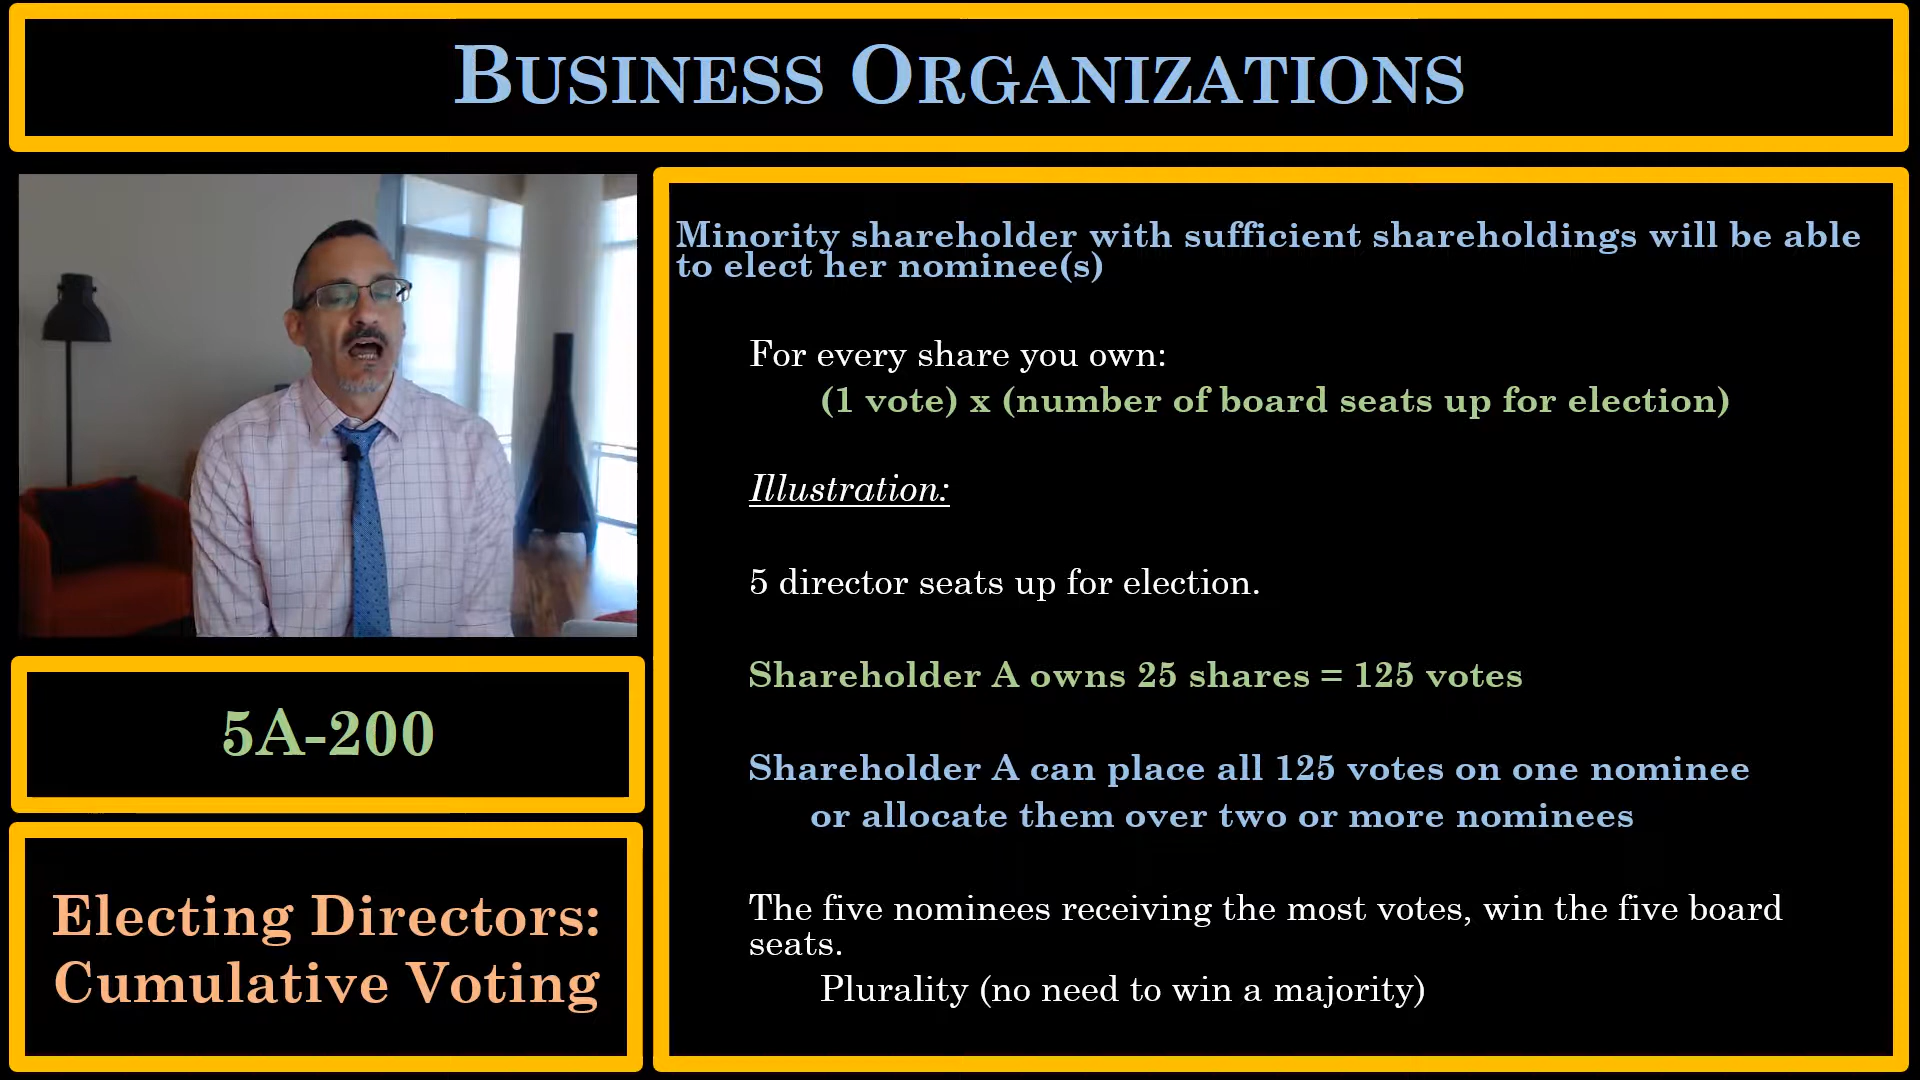 BUSINESS ORGANIZATIONS
Minority shareholder with sufficient shareholdings will be able
to elect her nominee(s)
For every share you own:
(1 vote) x (number of board seats up for election)
Illustration:
5 director seats up for election.
Shareholder A owns 25 shares = 125 votes
Shareholder A can place all 125 votes on one nominee
or allocate them over two or more nominees
The five nominees receiving the most votes, win the five board
seats.
Plurality (no need to win a majority)
5A-200
Electing Directors:
Cumulative Voting